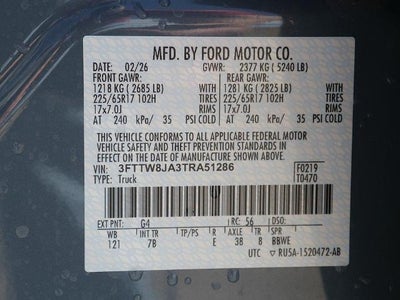 MFD. BY FORD MOTOR CO.
DATE: 02/26 GVWR: 2377 KG ( 5240 LB)
FRONT GAWR: REAR GAWR:
1218 KG ( 2685 LB) 1281 KG ( 2825 LB)
225/65R17 102H TIRES 225/65R17 102H
17x7.0J RIMS 17x7.0J
AT 240 kPa/ 35 PSI COLD AT 240 kPa/ 35 PSI COLD
THIS VEHICLE CONFORMS TO ALL APPLICABLE FEDERAL MOTOR
VEHICLE SAFETY AND THEFT PREVENTION STANDARDS IN
EFFECT ON THE DATE OF MANUFACTURE SHOWN ABOVE.
VIN: 3FTTW8JA3TRA51286 F0219
TYPE: Truck T0470
EXT PNT: G4 RC: 56 DSO:
WB INT TR TP/PS R AXLE TR SPR
121 7B E 38 8 BBWE
UTC ▽ RU5A-1520472-AB